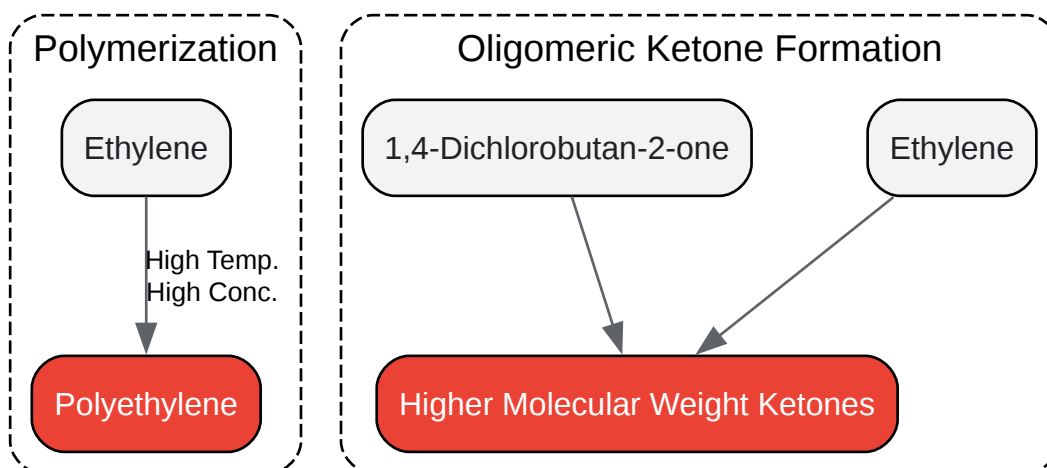 Polymerization
Ethylene
High Temp.
High Conc.
Polyethylene
Oligomeric Ketone Formation
1,4-Dichlorobutan-2-one
Ethylene
Higher Molecular Weight Ketones